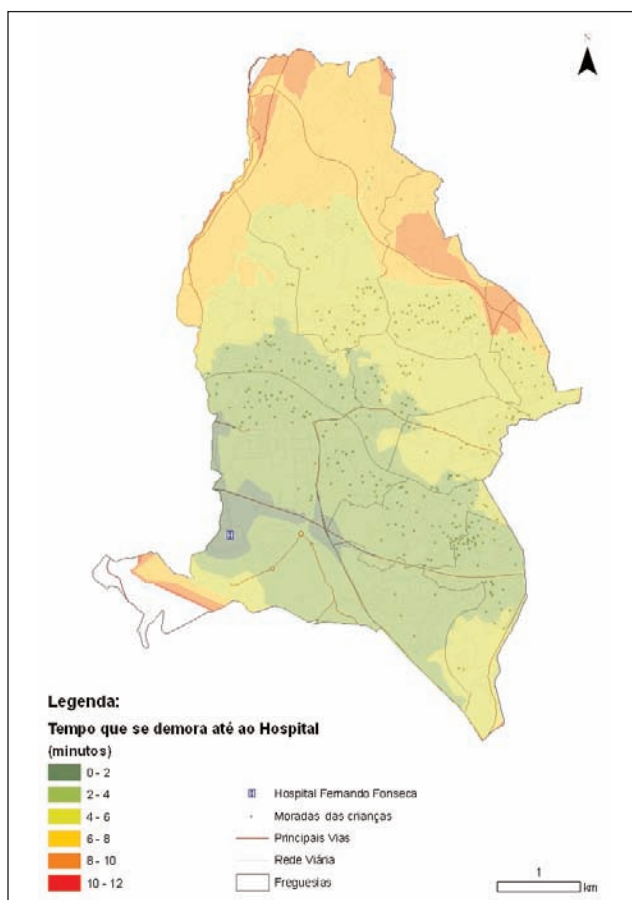 N
Legenda:
Tempo que se demora até ao Hospital
(minutos)
0 - 2
2 - 4
4 - 6
6 - 8
8 - 10
10 - 12
H Hospital Fernando Fonseca
Moradas das crianças
Principais Vias
Rede Viária
Freguesias
1
km